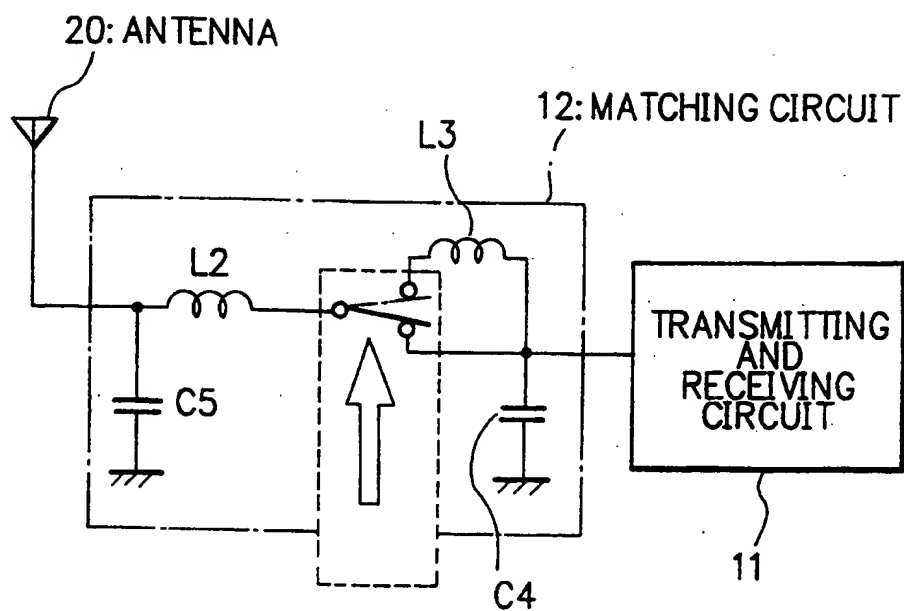 20: ANTENNA
12: MATCHING CIRCUIT
L3
L2
TRANSMITTING
AND
RECEIVING
CIRCUIT
C5
C4
11